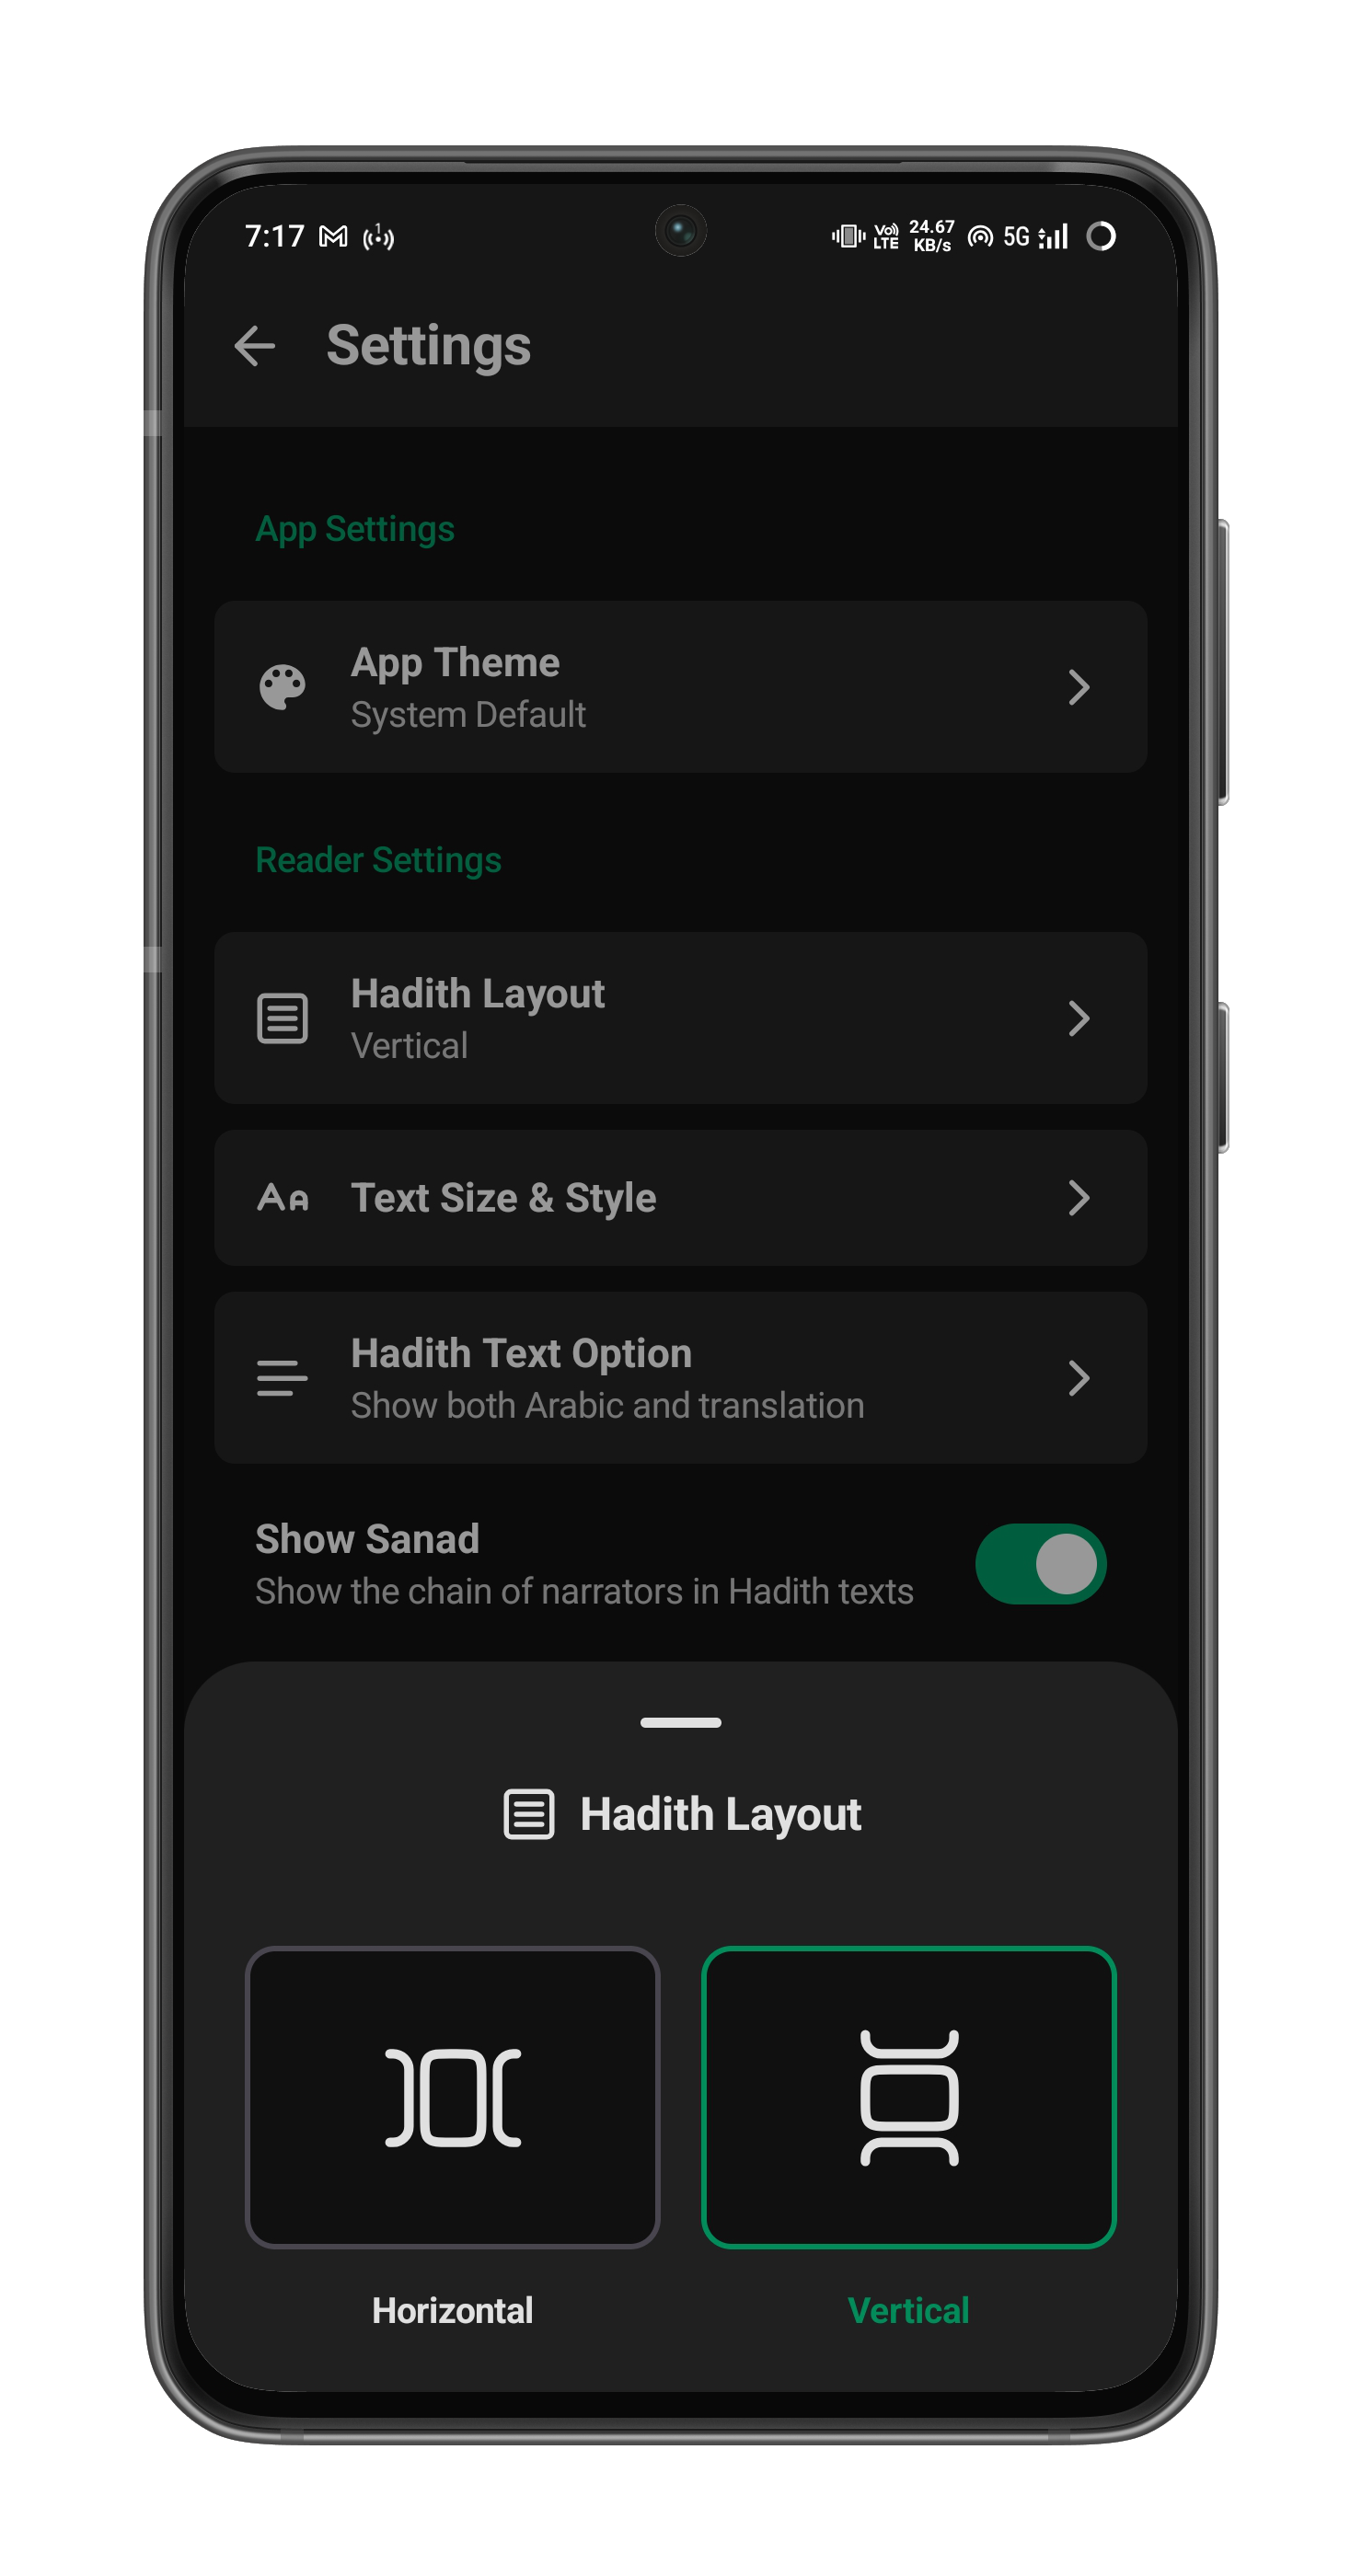 7:17
1
Vo)) LTE
24.67 KB/s
5G
Settings
App Settings
App Theme
System Default
Reader Settings
Hadith Layout
Vertical
Text Size & Style
Hadith Text Option
Show both Arabic and translation
Show Sanad
Show the chain of narrators in Hadith texts
Hadith Layout
Horizontal
Vertical